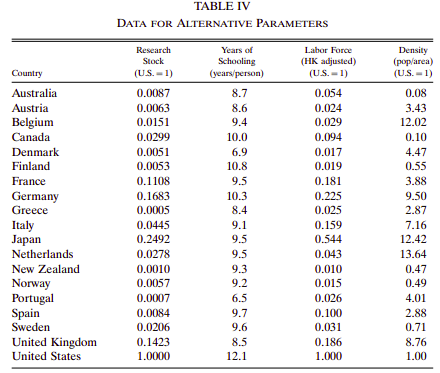 TABLE IV
DATA FOR ALTERNATIVE PARAMETERS
Research Years of Labor Force Density
Stock Schooling (HK adjusted) (pop/area)
Country (U.S. = 1) (years/person) (U.S. = 1) (U.S. = 1)
Australia 0.0087 8.7 0.054 0.08
Austria 0.0063 8.6 0.024 3.43
Belgium 0.0151 9.4 0.029 12.02
Canada 0.0299 10.0 0.094 0.10
Denmark 0.0051 6.9 0.017 4.47
Finland 0.0053 10.8 0.019 0.55
France 0.1108 9.5 0.181 3.88
Germany 0.1683 10.3 0.225 9.50
Greece 0.0005 8.4 0.025 2.87
Italy 0.0445 9.1 0.159 7.16
Japan 0.2492 9.5 0.544 12.42
Netherlands 0.0278 9.5 0.043 13.64
New Zealand 0.0010 9.3 0.010 0.47
Norway 0.0057 9.2 0.015 0.49
Portugal 0.0007 6.5 0.026 4.01
Spain 0.0084 9.7 0.100 2.88
Sweden 0.0206 9.6 0.031 0.71
United Kingdom 0.1423 8.5 0.186 8.76
United States 1.0000 12.1 1.000 1.00